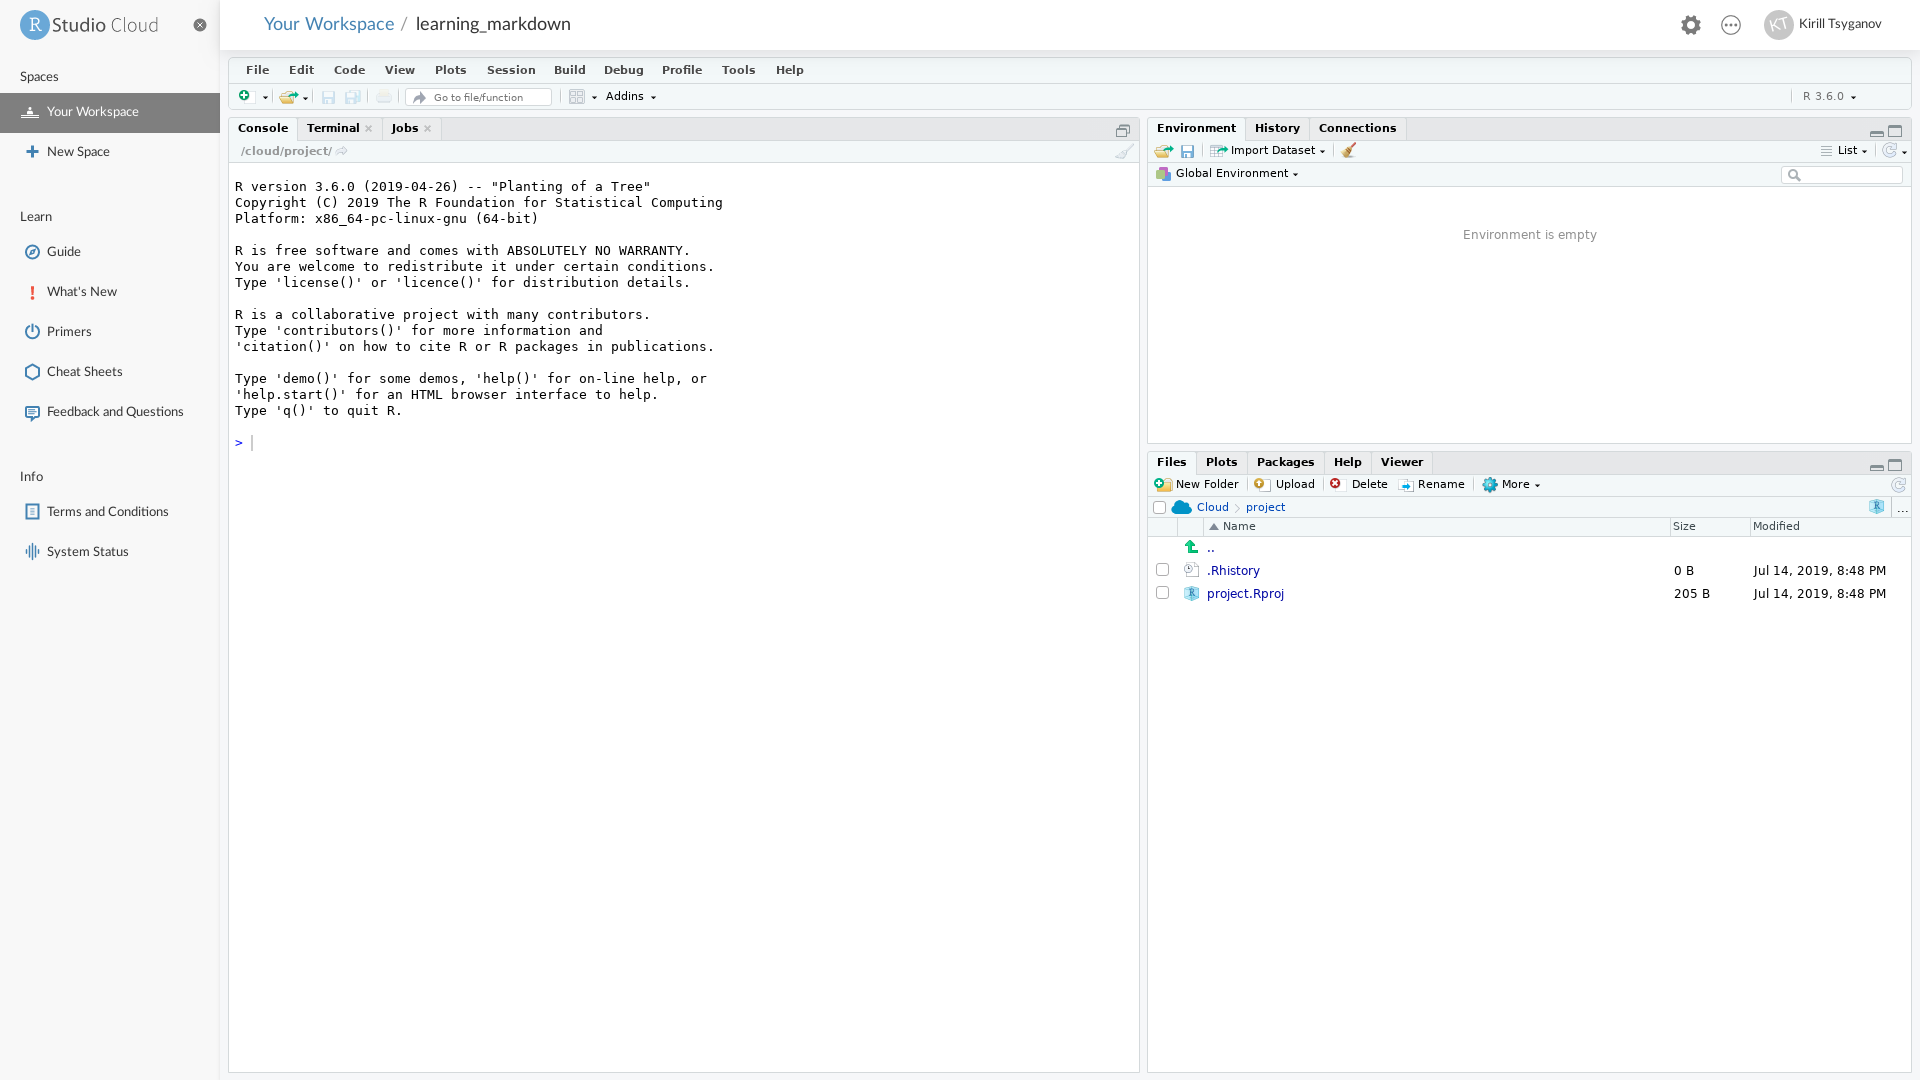 R Studio Cloud
Spaces
Your Workspace
New Space
Learn
Guide
What's New
Primers
Cheat Sheets
Feedback and Questions
Info
Terms and Conditions
System Status
Your Workspace / learning_markdown
KT Kirill Tsyganov
File Edit Code View Plots Session Build Debug Profile Tools Help
Go to file/function Addins R 3.6.0
Console Terminal Jobs
/cloud/project/
R version 3.6.0 (2019-04-26) -- "Planting of a Tree"
Copyright (C) 2019 The R Foundation for Statistical Computing
Platform: x86_64-pc-linux-gnu (64-bit)
R is free software and comes with ABSOLUTELY NO WARRANTY.
You are welcome to redistribute it under certain conditions.
Type 'license()' or 'licence()' for distribution details.
R is a collaborative project with many contributors.
Type 'contributors()' for more information and
'citation()' on how to cite R or R packages in publications.
Type 'demo()' for some demos, 'help()' for on-line help, or
'help.start()' for an HTML browser interface to help.
Type 'q()' to quit R.
>
Environment History Connections
Import Dataset List
Global Environment
Environment is empty
Files Plots Packages Help Viewer
New Folder Upload Delete Rename More
Cloud project R ...
Name Size Modified
..
.Rhistory 0 B Jul 14, 2019, 8:48 PM
project.Rproj 205 B Jul 14, 2019, 8:48 PM